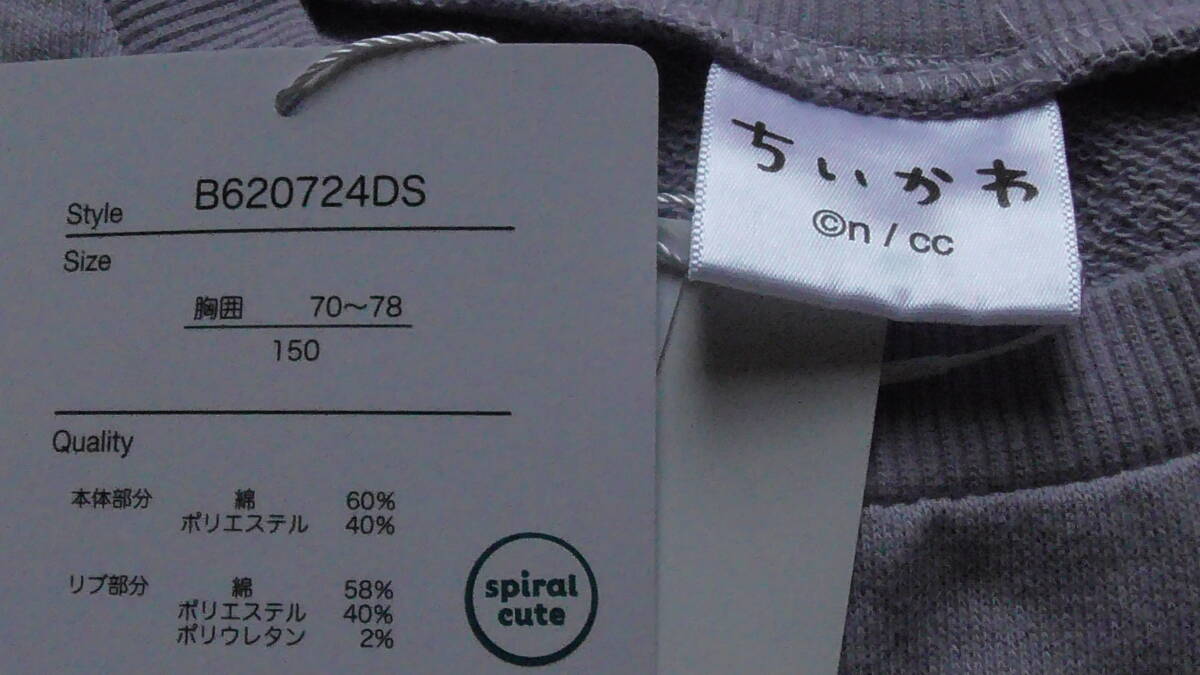 Style B620724DS
Size
胸囲 70～78
150
Quality
本体部分 綿 60%
ポリエステル 40%
リブ部分 綿 58%
ポリエステル 40%
ポリウレタン 2%
spiral
cute
ちいかわ
©n / cc